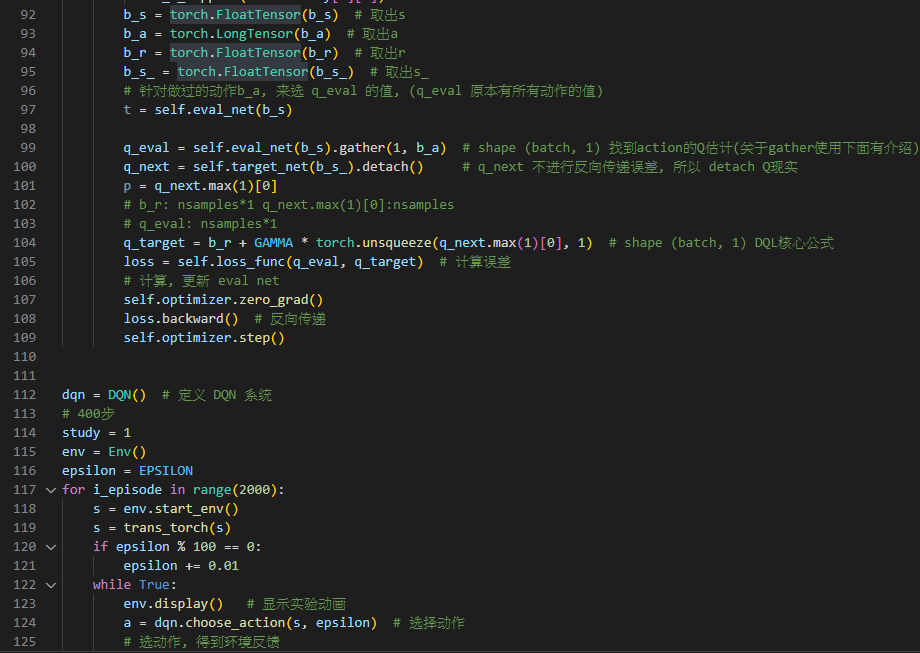 92 b_s = torch.FloatTensor(b_s)  # 取出s
93 b_a = torch.LongTensor(b_a)  # 取出a
94 b_r = torch.FloatTensor(b_r)  # 取出r
95 b_s_ = torch.FloatTensor(b_s_)  # 取出s_
96 # 针对做过的动作b_a, 来选 q_eval 的值, (q_eval 原本有所有动作的值)
97 t = self.eval_net(b_s)
98
99 q_eval = self.eval_net(b_s).gather(1, b_a)  # shape (batch, 1) 找到action的Q估计(关于gather使用下面有介绍)
100 q_next = self.target_net(b_s_).detach()     # q_next 不进行反向传递误差, 所以 detach Q现实
101 p = q_next.max(1)[0]
102 # b_r: nsamples*1 q_next.max(1)[0]:nsamples
103 # q_eval: nsamples*1
104 q_target = b_r + GAMMA * torch.unsqueeze(q_next.max(1)[0], 1)  # shape (batch, 1) DQL核心公式
105 loss = self.loss_func(q_eval, q_target)  # 计算误差
106 # 计算, 更新 eval net
107 self.optimizer.zero_grad()
108 loss.backward()  # 反向传递
109 self.optimizer.step()
110
111
112 dqn = DQN()  # 定义 DQN 系统
113 # 400步
114 study = 1
115 env = Env()
116 epsilon = EPSILON
117 for i_episode in range(2000):
118 s = env.start_env()
119 s = trans_torch(s)
120 if epsilon % 100 == 0:
121 epsilon += 0.01
122 while True:
123 env.display()   # 显示实验动画
124 a = dqn.choose_action(s, epsilon)  # 选择动作
125 # 选动作, 得到环境反馈